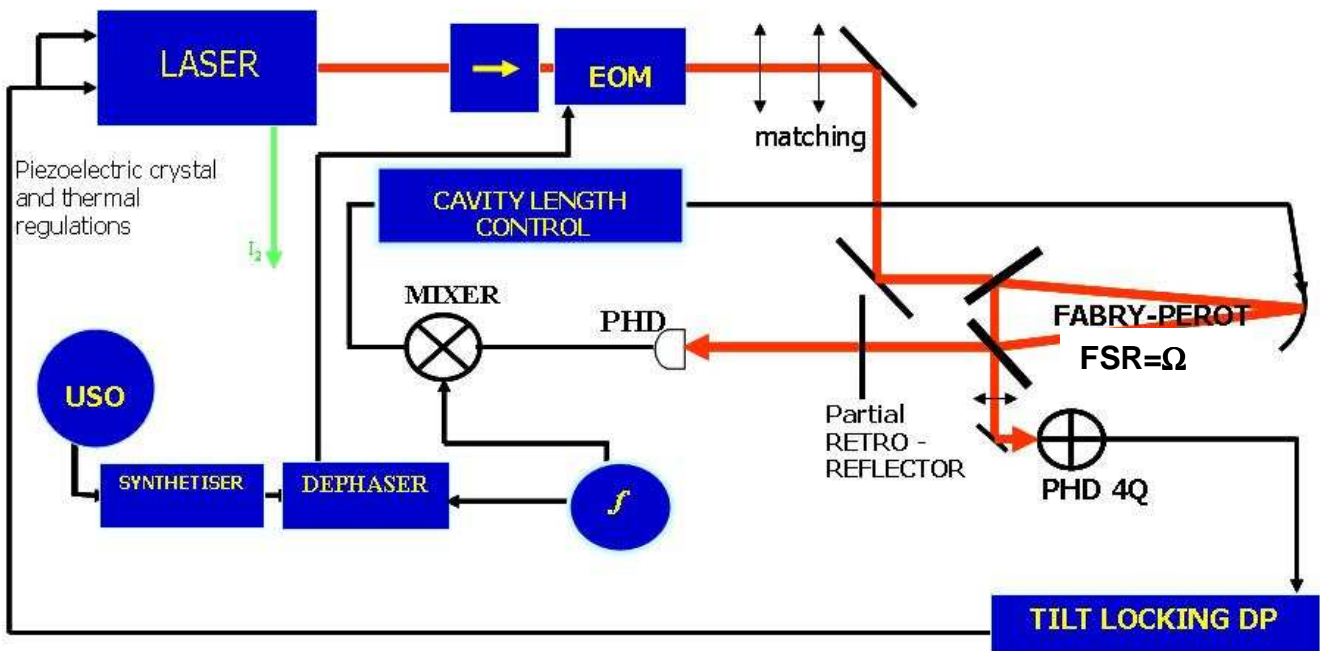 LASER
EOM
matching
Piezoelectric crystal
and thermal
regulations
I2
CAVITY LENGTH
CONTROL
MIXER
PHD
FABRY-PEROT
FSR=Ω
USO
Partial
RETRO -
REFLECTOR
SYNTHETISER
DEPHASER
f
PHD 4Q
TILT LOCKING DP